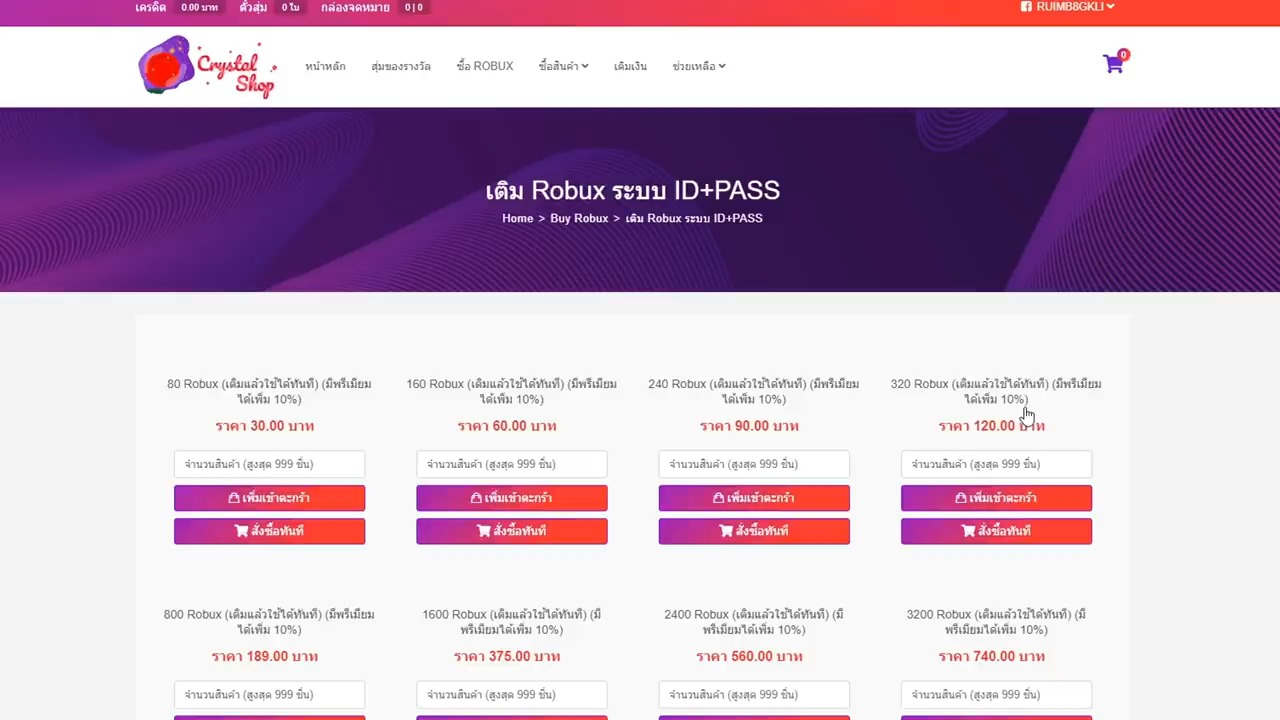 เครดิต 0.00 บาท ตั๋วสุ่ม 0 ใบ กล่องจดหมาย 0 | 0 RUIMB8GKLI
Crystal Shop
หน้าหลัก สุ่มของรางวัล ซื้อ ROBUX ซื้อสินค้า เติมเงิน ช่วยเหลือ 0
เติม Robux ระบบ ID+PASS
Home > Buy Robux > เติม Robux ระบบ ID+PASS
80 Robux (เติมแล้วใช้ได้ทันที) (มีพรีเมียม 160 Robux (เติมแล้วใช้ได้ทันที) (มีพรีเมียม 240 Robux (เติมแล้วใช้ได้ทันที) (มีพรีเมียม 320 Robux (เติมแล้วใช้ได้ทันที) (มีพรีเมียม
ได้เพิ่ม 10%) ได้เพิ่ม 10%) ได้เพิ่ม 10%) ได้เพิ่ม 10%)
ราคา 30.00 บาท ราคา 60.00 บาท ราคา 90.00 บาท ราคา 120.00 บาท
จำนวนสินค้า (สูงสุด 999 ชิ้น) จำนวนสินค้า (สูงสุด 999 ชิ้น) จำนวนสินค้า (สูงสุด 999 ชิ้น) จำนวนสินค้า (สูงสุด 999 ชิ้น)
เพิ่มเข้าตะกร้า เพิ่มเข้าตะกร้า เพิ่มเข้าตะกร้า เพิ่มเข้าตะกร้า
สั่งซื้อทันที สั่งซื้อทันที สั่งซื้อทันที สั่งซื้อทันที
800 Robux (เติมแล้วใช้ได้ทันที) (มีพรีเมียม 1600 Robux (เติมแล้วใช้ได้ทันที) (มี 2400 Robux (เติมแล้วใช้ได้ทันที) (มี 3200 Robux (เติมแล้วใช้ได้ทันที) (มี
ได้เพิ่ม 10%) พรีเมียมได้เพิ่ม 10%) พรีเมียมได้เพิ่ม 10%) พรีเมียมได้เพิ่ม 10%)
ราคา 189.00 บาท ราคา 375.00 บาท ราคา 560.00 บาท ราคา 740.00 บาท
จำนวนสินค้า (สูงสุด 999 ชิ้น) จำนวนสินค้า (สูงสุด 999 ชิ้น) จำนวนสินค้า (สูงสุด 999 ชิ้น) จำนวนสินค้า (สูงสุด 999 ชิ้น)